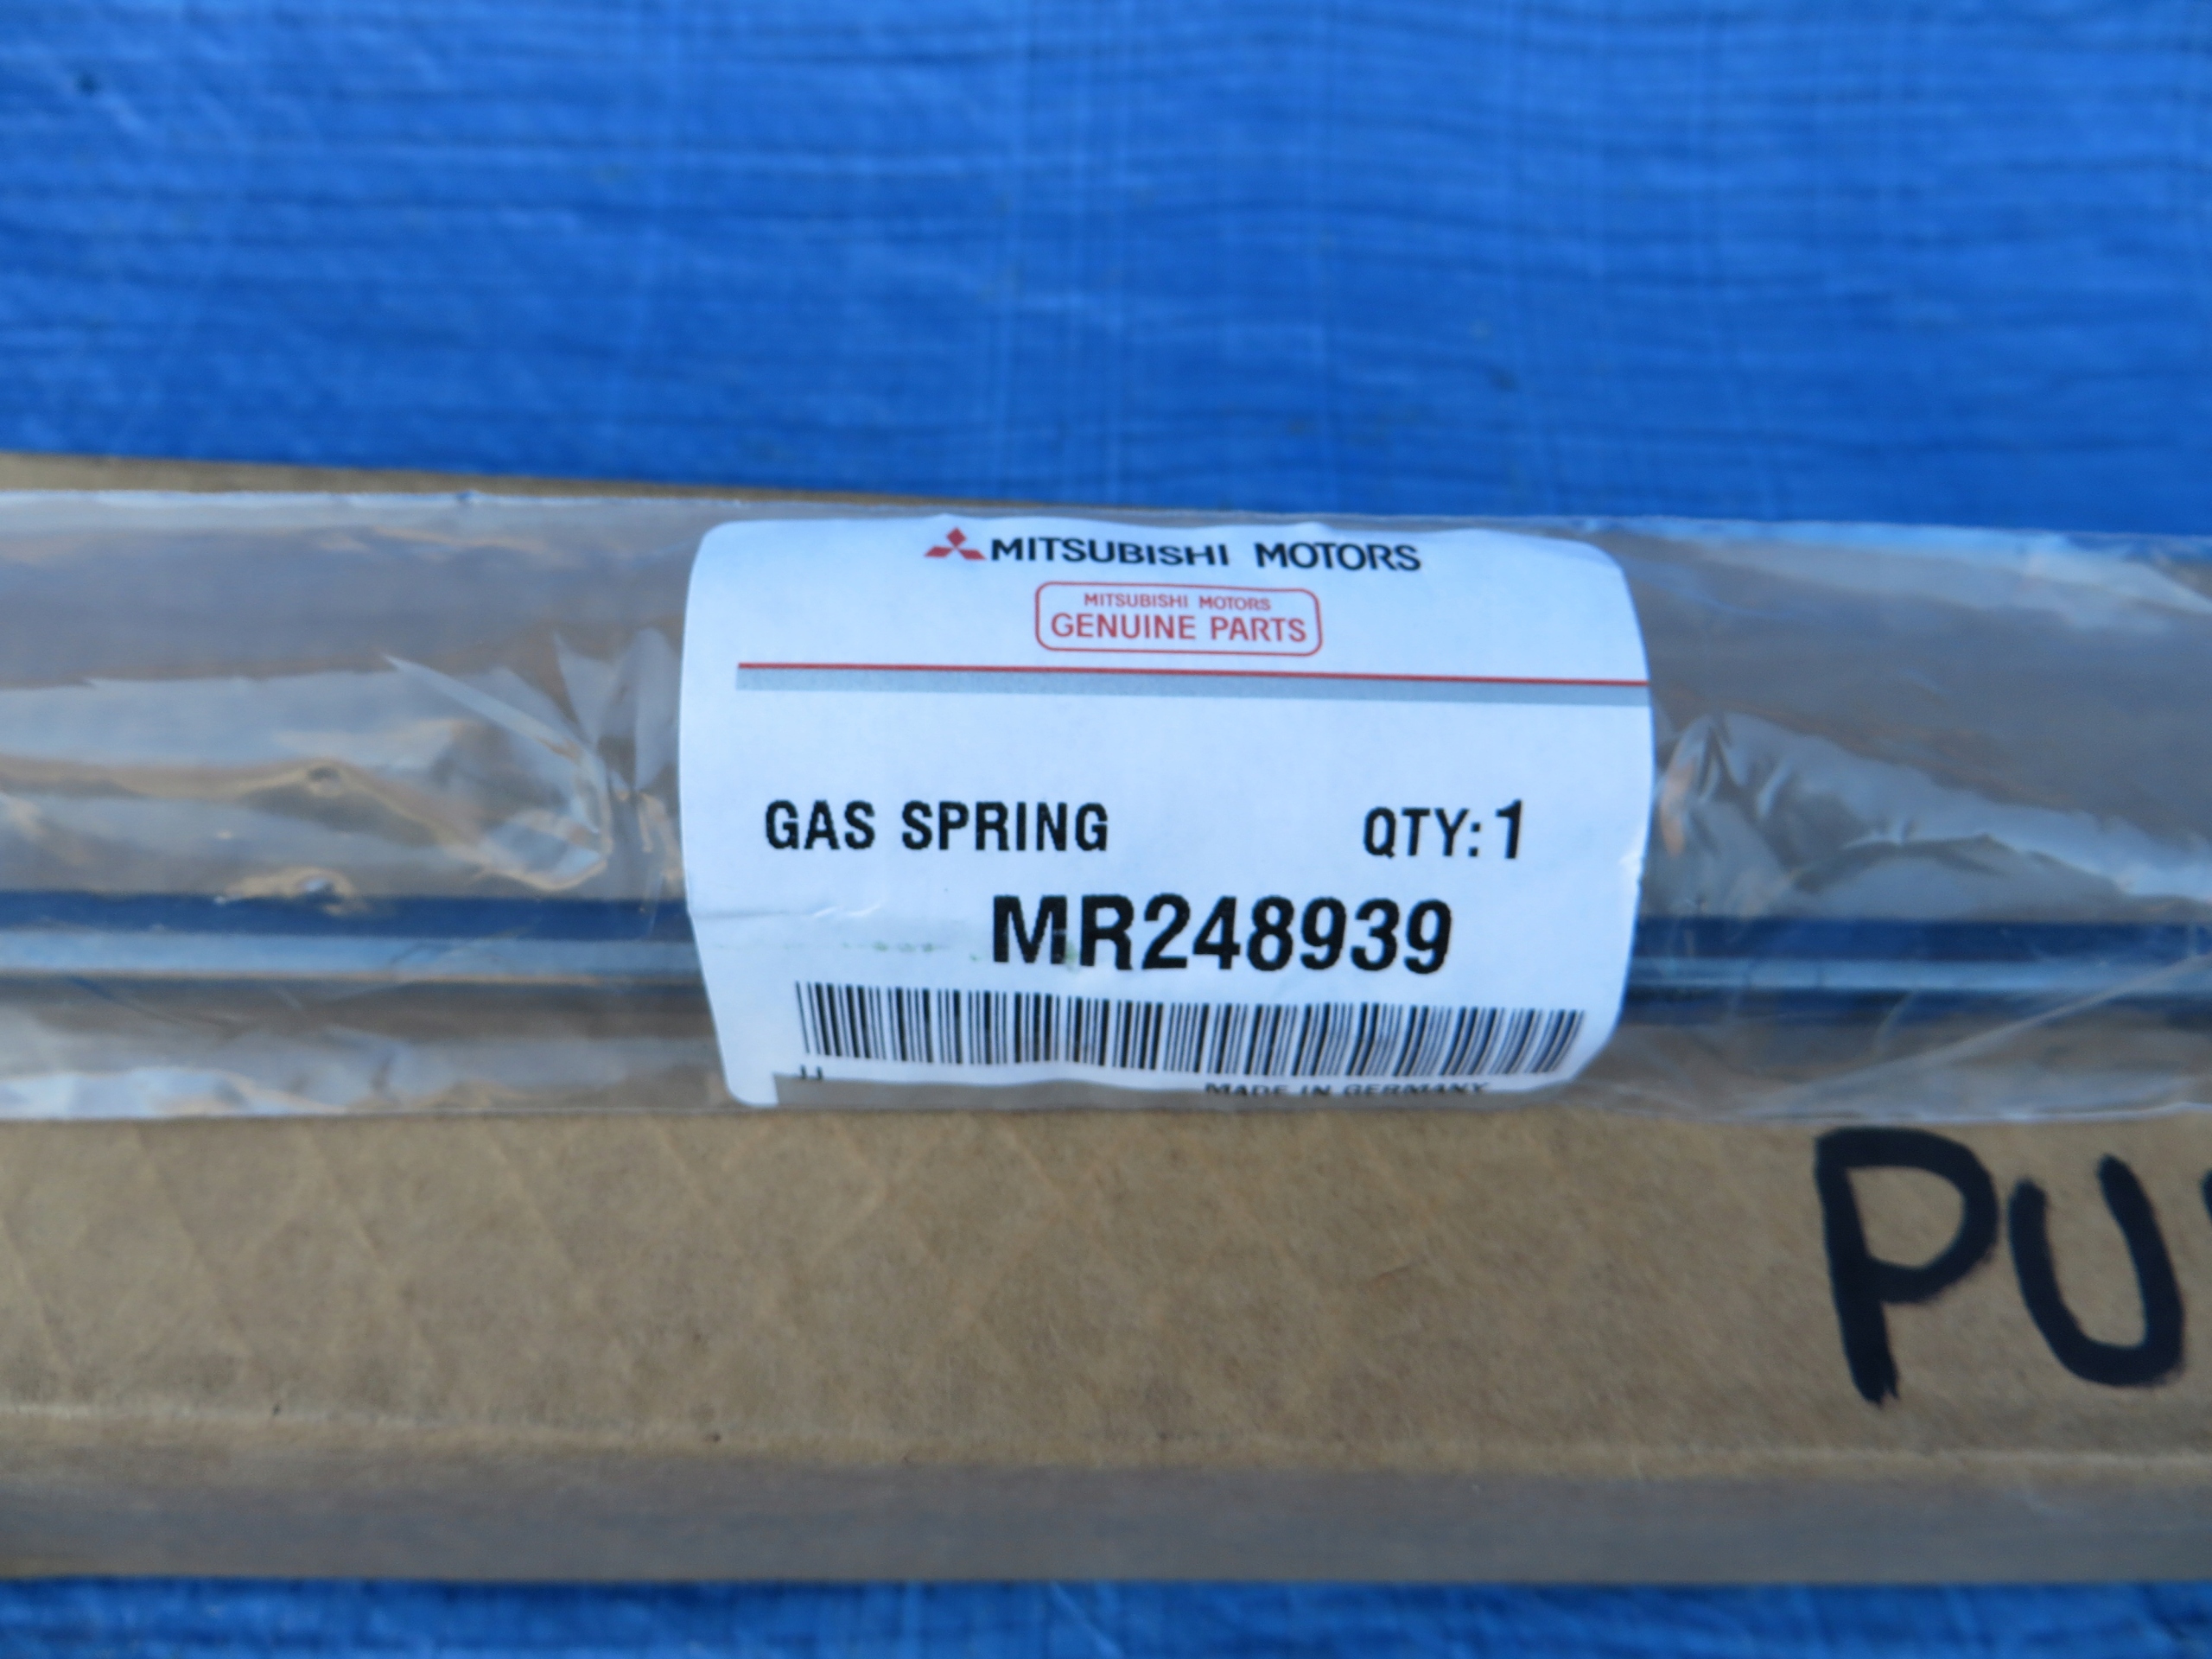 MITSUBISHI MOTORS
MITSUBISHI MOTORS
GENUINE PARTS
GAS SPRING QTY: 1
MR248939
MADE IN GERMANY
PU